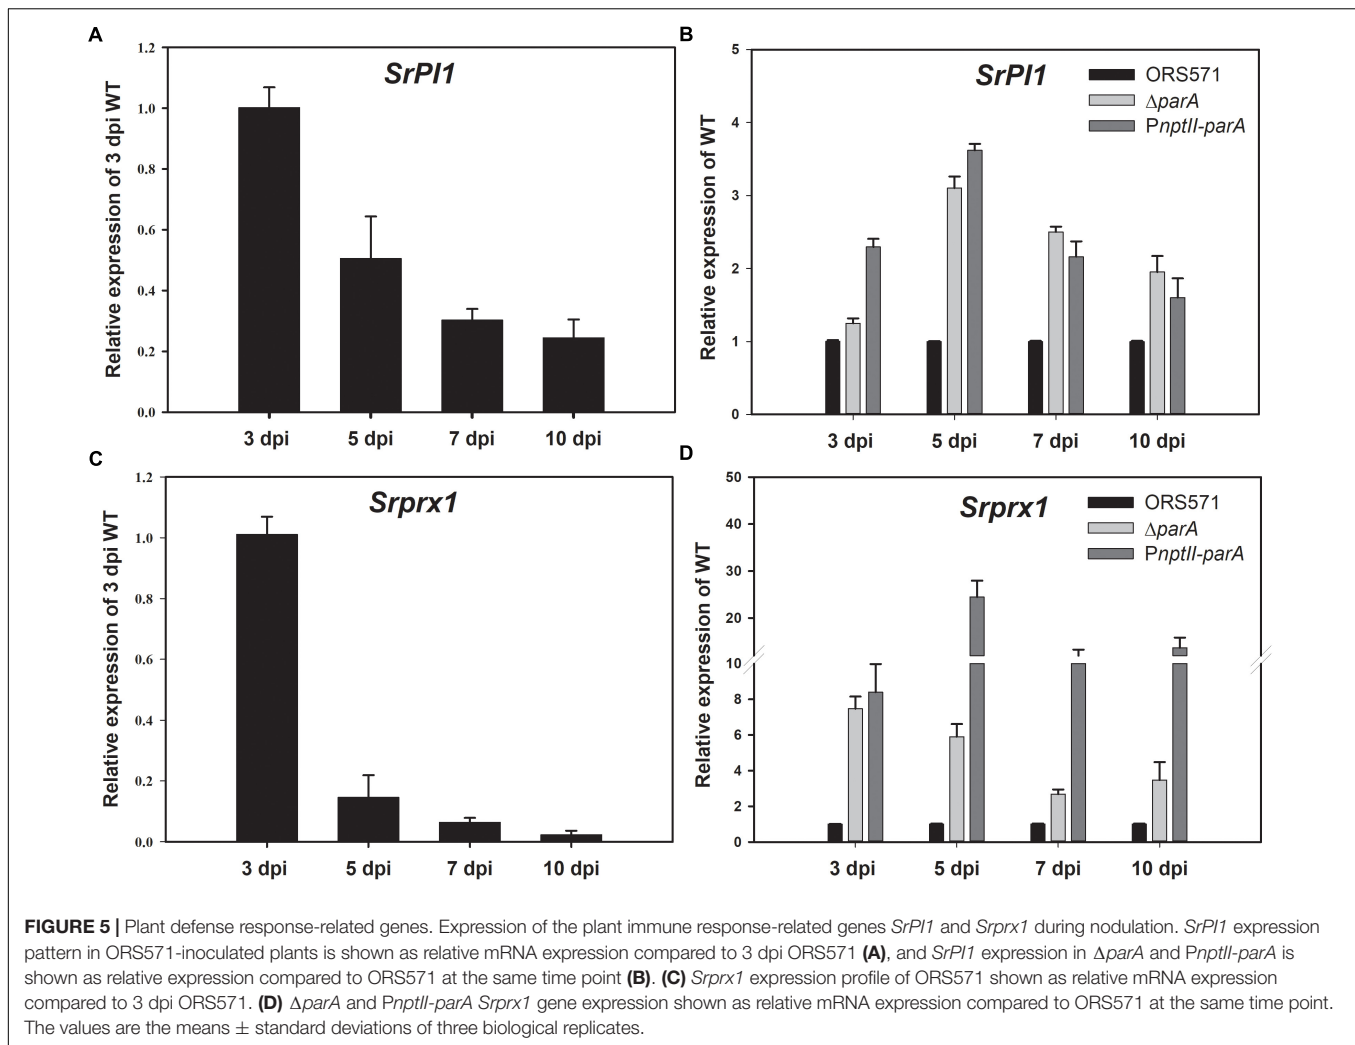 A
SrPI1
Relative expression of 3 dpi WT
1.2
1.0
0.8
0.6
0.4
0.2
0.0
3 dpi
5 dpi
7 dpi
10 dpi
B
SrPI1
ORS571
ΔparA
PnptII-parA
Relative expression of WT
5
4
3
2
1
0
3 dpi
5 dpi
7 dpi
10 dpi
C
Srprx1
Relative expression of 3 dpi WT
1.2
1.0
0.8
0.6
0.4
0.2
0.0
3 dpi
5 dpi
7 dpi
10 dpi
D
Srprx1
ORS571
ΔparA
PnptII-parA
Relative expression of WT
50
40
30
20
10
8
6
4
2
0
3 dpi
5 dpi
7 dpi
10 dpi
FIGURE 5 | Plant defense response-related genes. Expression of the plant immune response-related genes SrPI1 and Srprx1 during nodulation. SrPI1 expression
pattern in ORS571-inoculated plants is shown as relative mRNA expression compared to 3 dpi ORS571 (A), and SrPI1 expression in ΔparA and PnptII-parA is
shown as relative expression compared to ORS571 at the same time point (B). (C) Srprx1 expression profile of ORS571 shown as relative mRNA expression
compared to 3 dpi ORS571. (D) ΔparA and PnptII-parA Srprx1 gene expression shown as relative mRNA expression compared to ORS571 at the same time point.
The values are the means ± standard deviations of three biological replicates.